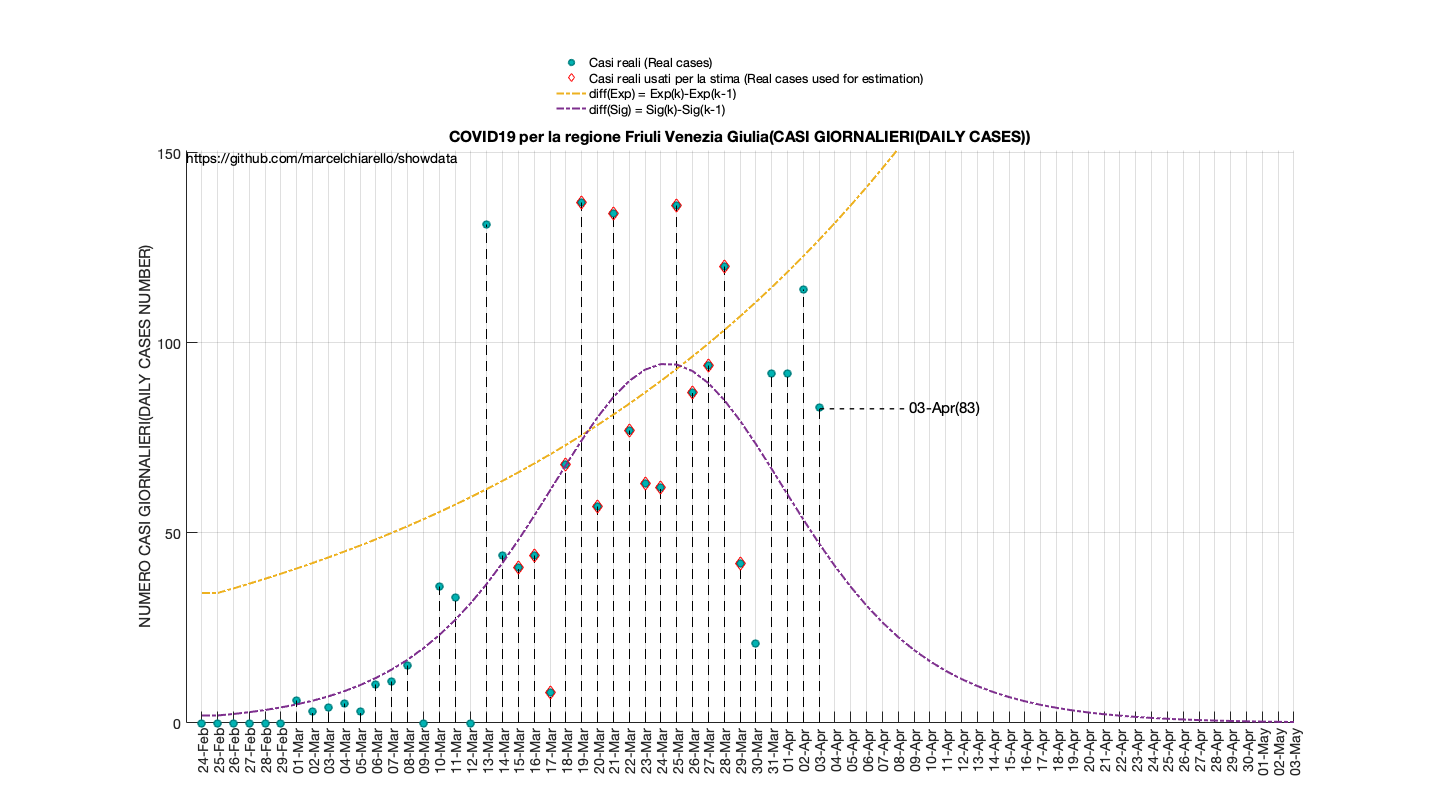 Casi reali (Real cases)
Casi reali usati per la stima (Real cases used for estimation)
diff(Exp) = Exp(k)-Exp(k-1)
diff(Sig) = Sig(k)-Sig(k-1)
COVID19 per la regione Friuli Venezia Giulia(CASI GIORNALIERI(DAILY CASES))
https://github.com/marcelchiarello/showdata
NUMERO CASI GIORNALIERI(DAILY CASES NUMBER)
150
100
50
0
03-Apr(83)
24-Feb
25-Feb
26-Feb
27-Feb
28-Feb
29-Feb
01-Mar
02-Mar
03-Mar
04-Mar
05-Mar
06-Mar
07-Mar
08-Mar
09-Mar
10-Mar
11-Mar
12-Mar
13-Mar
14-Mar
15-Mar
16-Mar
17-Mar
18-Mar
19-Mar
20-Mar
21-Mar
22-Mar
23-Mar
24-Mar
25-Mar
26-Mar
27-Mar
28-Mar
29-Mar
30-Mar
31-Mar
01-Apr
02-Apr
03-Apr
04-Apr
05-Apr
06-Apr
07-Apr
08-Apr
09-Apr
10-Apr
11-Apr
12-Apr
13-Apr
14-Apr
15-Apr
16-Apr
17-Apr
18-Apr
19-Apr
20-Apr
21-Apr
22-Apr
23-Apr
24-Apr
25-Apr
26-Apr
27-Apr
28-Apr
29-Apr
30-Apr
01-May
02-May
03-May